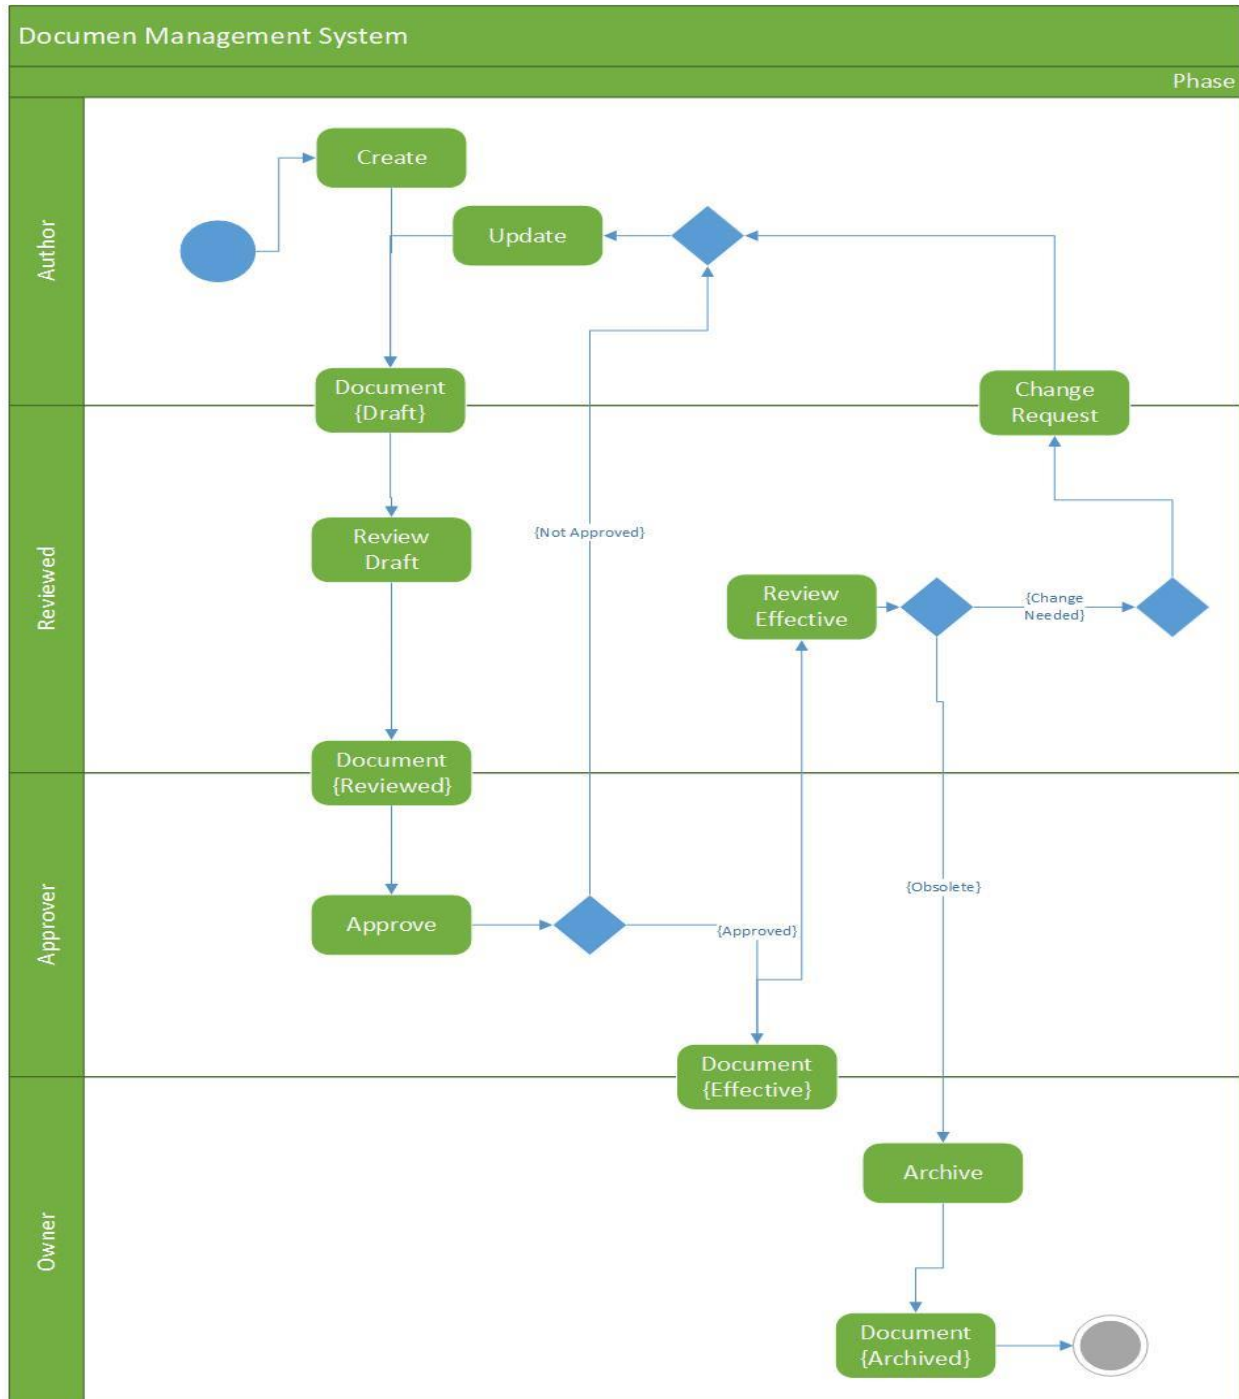 Documen Management System
Phase
Author
Create
Update
Document
{Draft}
Change
Request
Reviewed
Review
Draft
{Not Approved}
Review
Effective
{Change
Needed}
Document
{Reviewed}
Approver
Approve
{Approved}
{Obsolete}
Document
{Effective}
Owner
Archive
Document
{Archived}